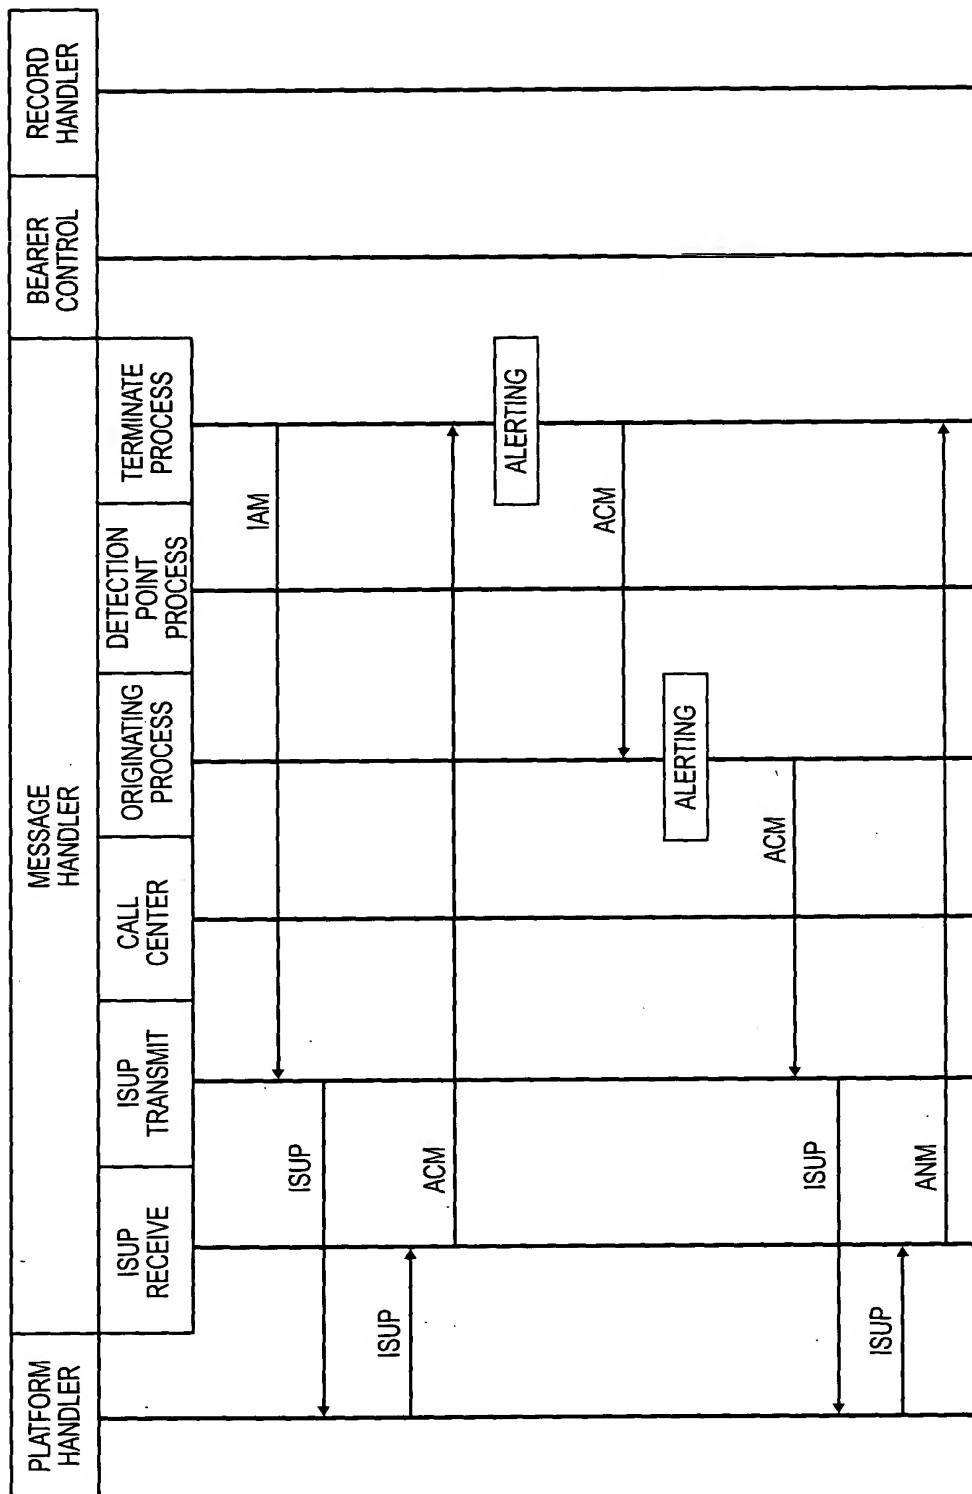 PLATFORM
HANDLER
MESSAGE
HANDLER
BEARER
CONTROL
RECORD
HANDLER
ISUP
RECEIVE
ISUP
TRANSMIT
CALL
CENTER
ORIGINATING
PROCESS
DETECTION
POINT
PROCESS
TERMINATE
PROCESS
IAM
ISUP
ISUP
ACM
ALERTING
ACM
ALERTING
ACM
ISUP
ISUP
ANM